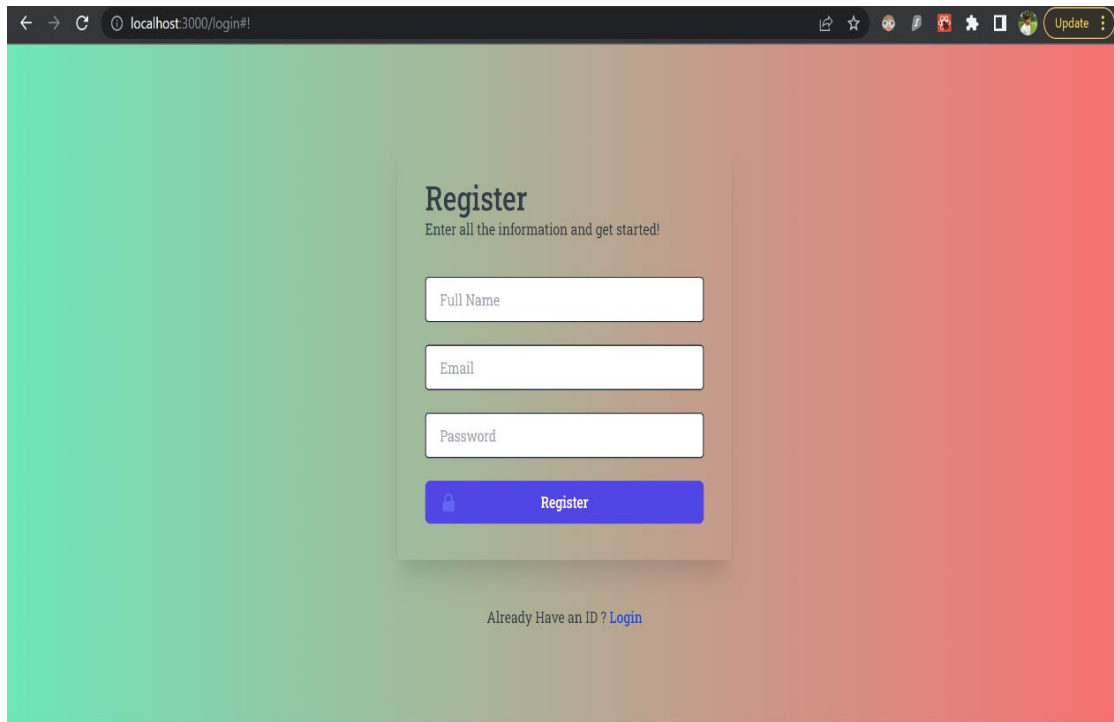 localhost:3000/login#!
Update
Register
Enter all the information and get started!
Full Name
Email
Password
Register
Already Have an ID ? Login